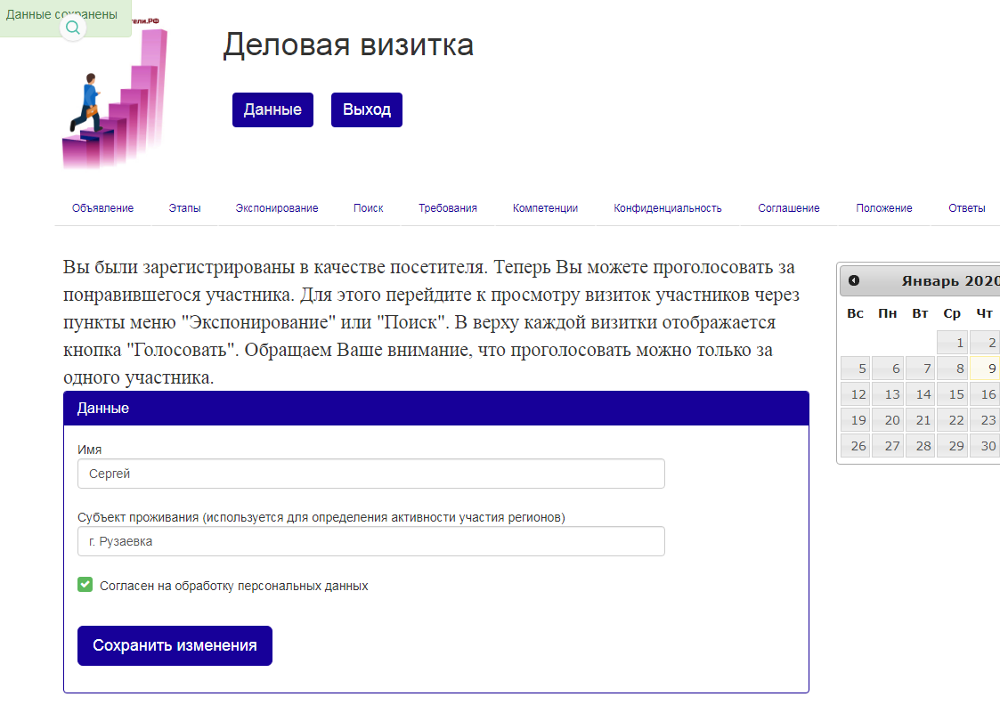 Данные сохранены
Деловая визитка
Данные
Выход
Объявление
Этапы
Экспонирование
Поиск
Требования
Компетенции
Конфиденциальность
Соглашение
Положение
Ответы
Вы были зарегистрированы в качестве посетителя. Теперь Вы можете проголосовать за
понравившегося участника. Для этого перейдите к просмотру визиток участников через
пункты меню "Экспонирование" или "Поиск". В верху каждой визитки отображается
кнопка "Голосовать". Обращаем Ваше внимание, что проголосовать можно только за
одного участника.
Данные
Имя
Сергей
Субъект проживания (используется для определения активности участия регионов)
г. Рузаевка
Согласен на обработку персональных данных
Сохранить изменения
Январь 2020
Вс Пн Вт Ср Чт
1 2
5 6 7 8 9
12 13 14 15 16
19 20 21 22 23
26 27 28 29 30